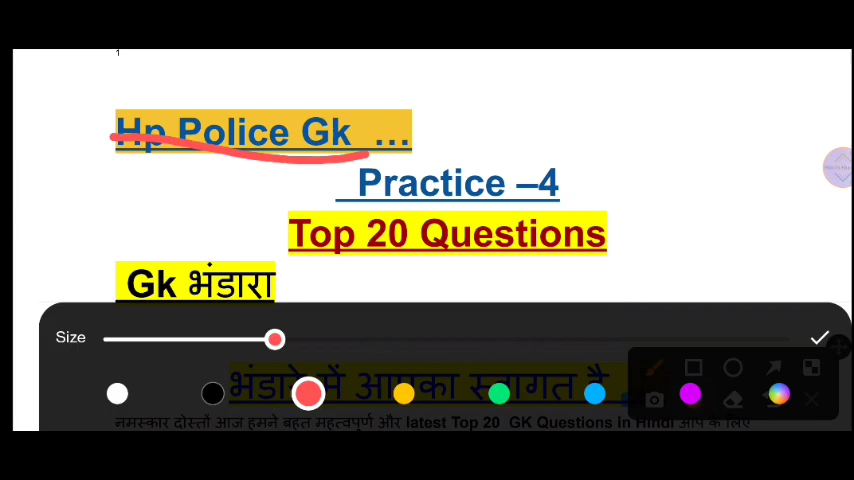 1
Hp Police Gk ...
Practice –4
Top 20 Questions
Gk भंडारा
Size
भंडारे में आपका स्वागत है
नमस्कार दोस्तों आज हमने बहुत महत्वपूर्ण और latest Top 20 GK Questions In Hindi आप के लिए